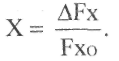 X = ΔFx / Fxo.